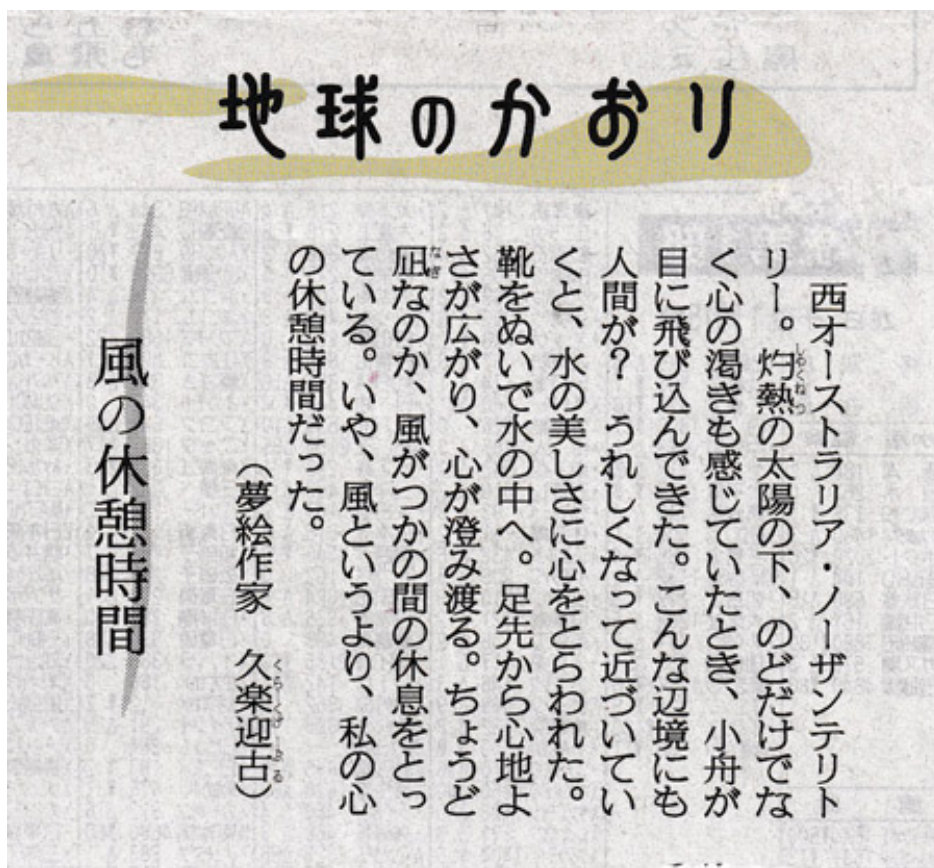 地球のかおり
西オーストラリア・ノーザンテリト
リー。灼熱の太陽の下、のどだけでな
く心の渇きも感じていたとき、小舟が
目に飛び込んできた。こんな辺境にも
人間が？　うれしくなって近づいてい
くと、水の美しさに心をとらわれた。
靴をぬいで水の中へ。足先から心地よ
さが広がり、心が澄み渡る。ちょうど
凪なのか、風がつかの間の休息をとっ
ている。いや、風というより、私の心
の休憩時間だった。
（夢絵作家　久楽迎古）
風の休憩時間